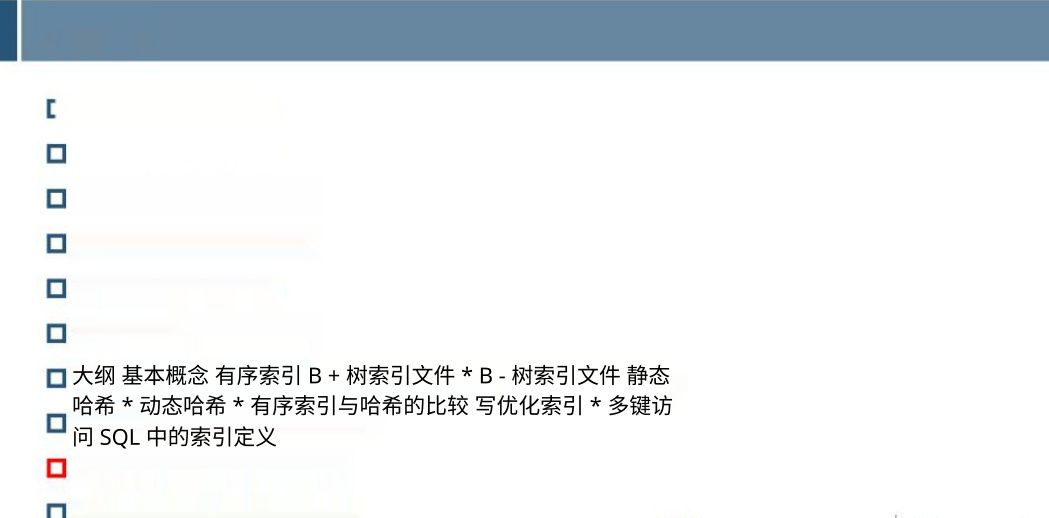 大纲 基本概念 有序索引 B + 树索引文件 * B - 树索引文件 静态
哈希 * 动态哈希 * 有序索引与哈希的比较 写优化索引 * 多键访
问 SQL 中的索引定义